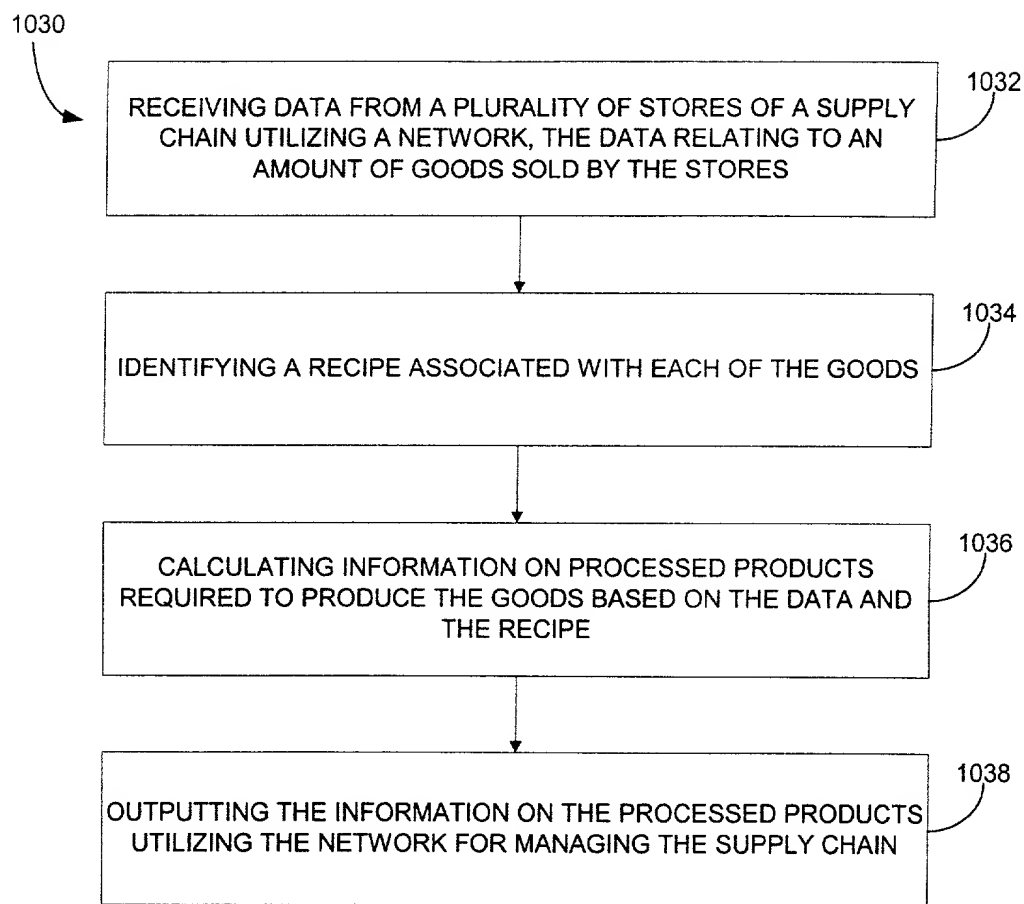 1030
1032
RECEIVING DATA FROM A PLURALITY OF STORES OF A SUPPLY
CHAIN UTILIZING A NETWORK, THE DATA RELATING TO AN
AMOUNT OF GOODS SOLD BY THE STORES
1034
IDENTIFYING A RECIPE ASSOCIATED WITH EACH OF THE GOODS
1036
CALCULATING INFORMATION ON PROCESSED PRODUCTS
REQUIRED TO PRODUCE THE GOODS BASED ON THE DATA AND
THE RECIPE
1038
OUTPUTTING THE INFORMATION ON THE PROCESSED PRODUCTS
UTILIZING THE NETWORK FOR MANAGING THE SUPPLY CHAIN